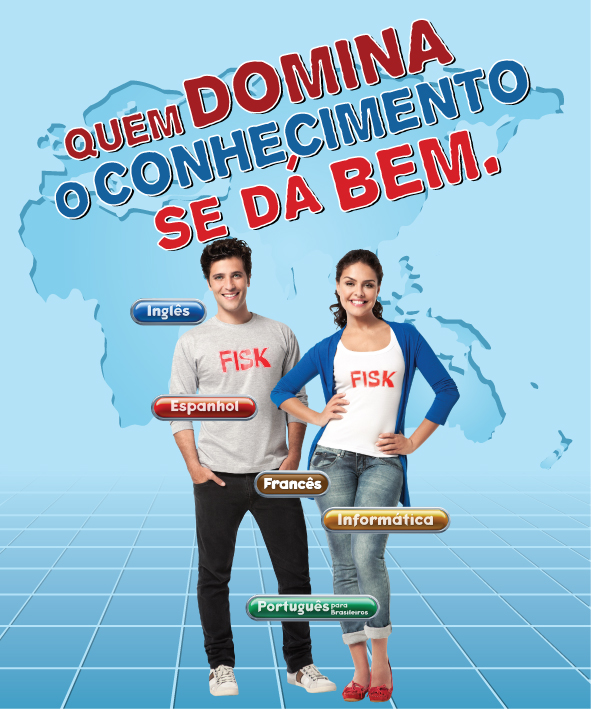 QUEM DOMINA
O CONHECIMENTO
SE DÁ BEM.
Inglês
FISK
FISK
Espanhol
Francês
Informática
Português para
Brasileiros